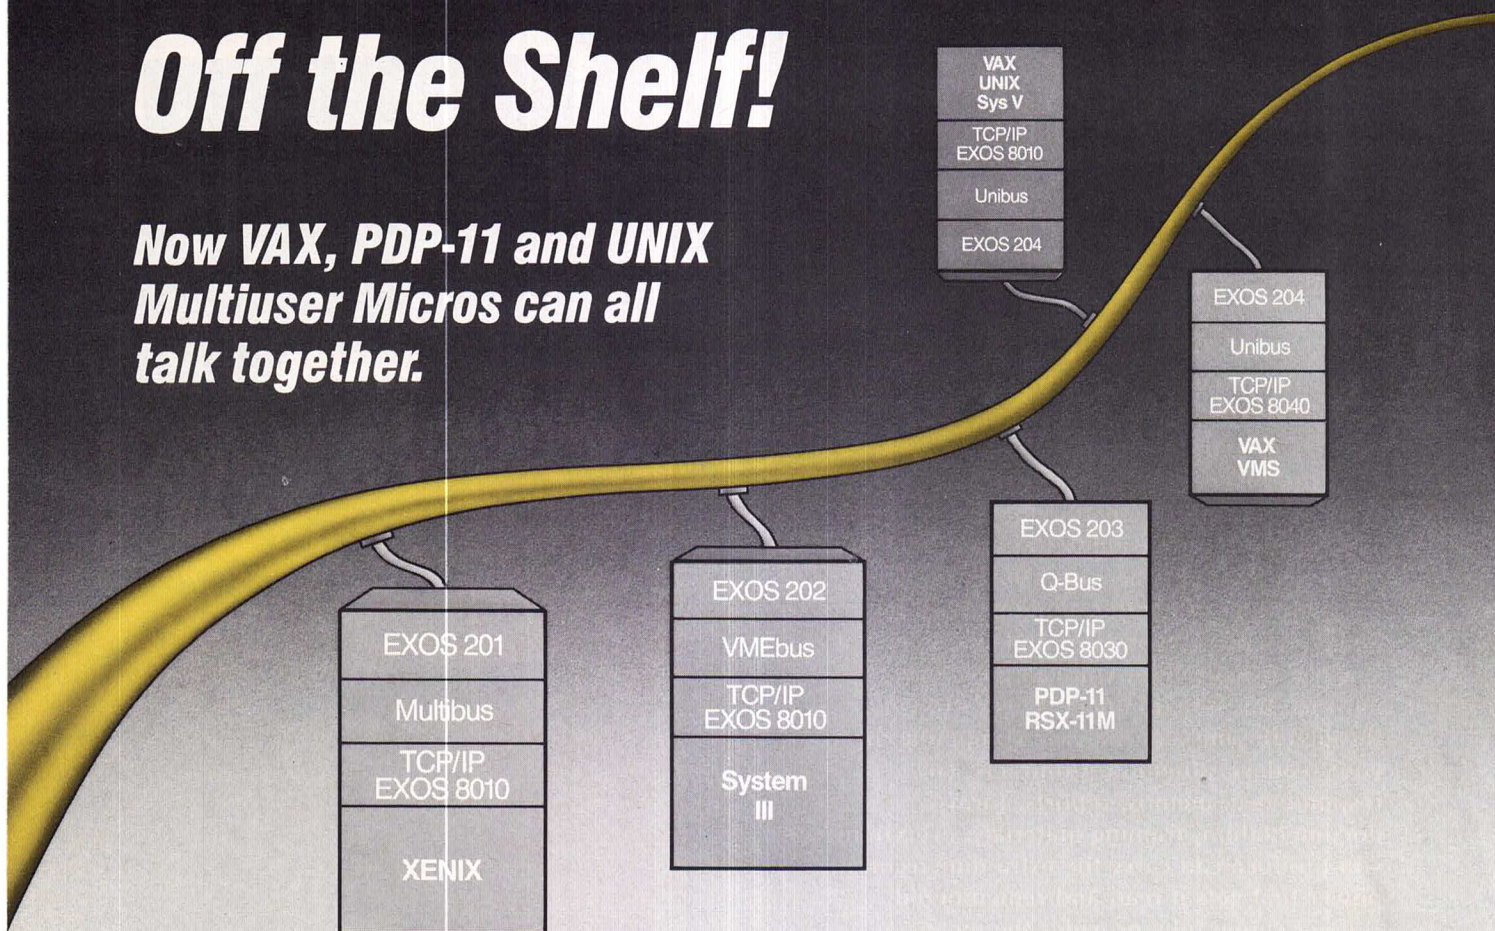 Off the Shelf!
Now VAX, PDP-11 and UNIX
Multiuser Micros can all
talk together.
VAX
UNIX
Sys V
TCP/IP
EXOS 8010
Unibus
EXOS 204
EXOS 204
Unibus
TCP/IP
EXOS 8040
VAX
VMS
EXOS 203
Q-Bus
TCP/IP
EXOS 8030
PDP-11
RSX-11M
EXOS 202
VMEbus
TCP/IP
EXOS 8010
System
III
EXOS 201
Multibus
TCP/IP
EXOS 8010
XENIX